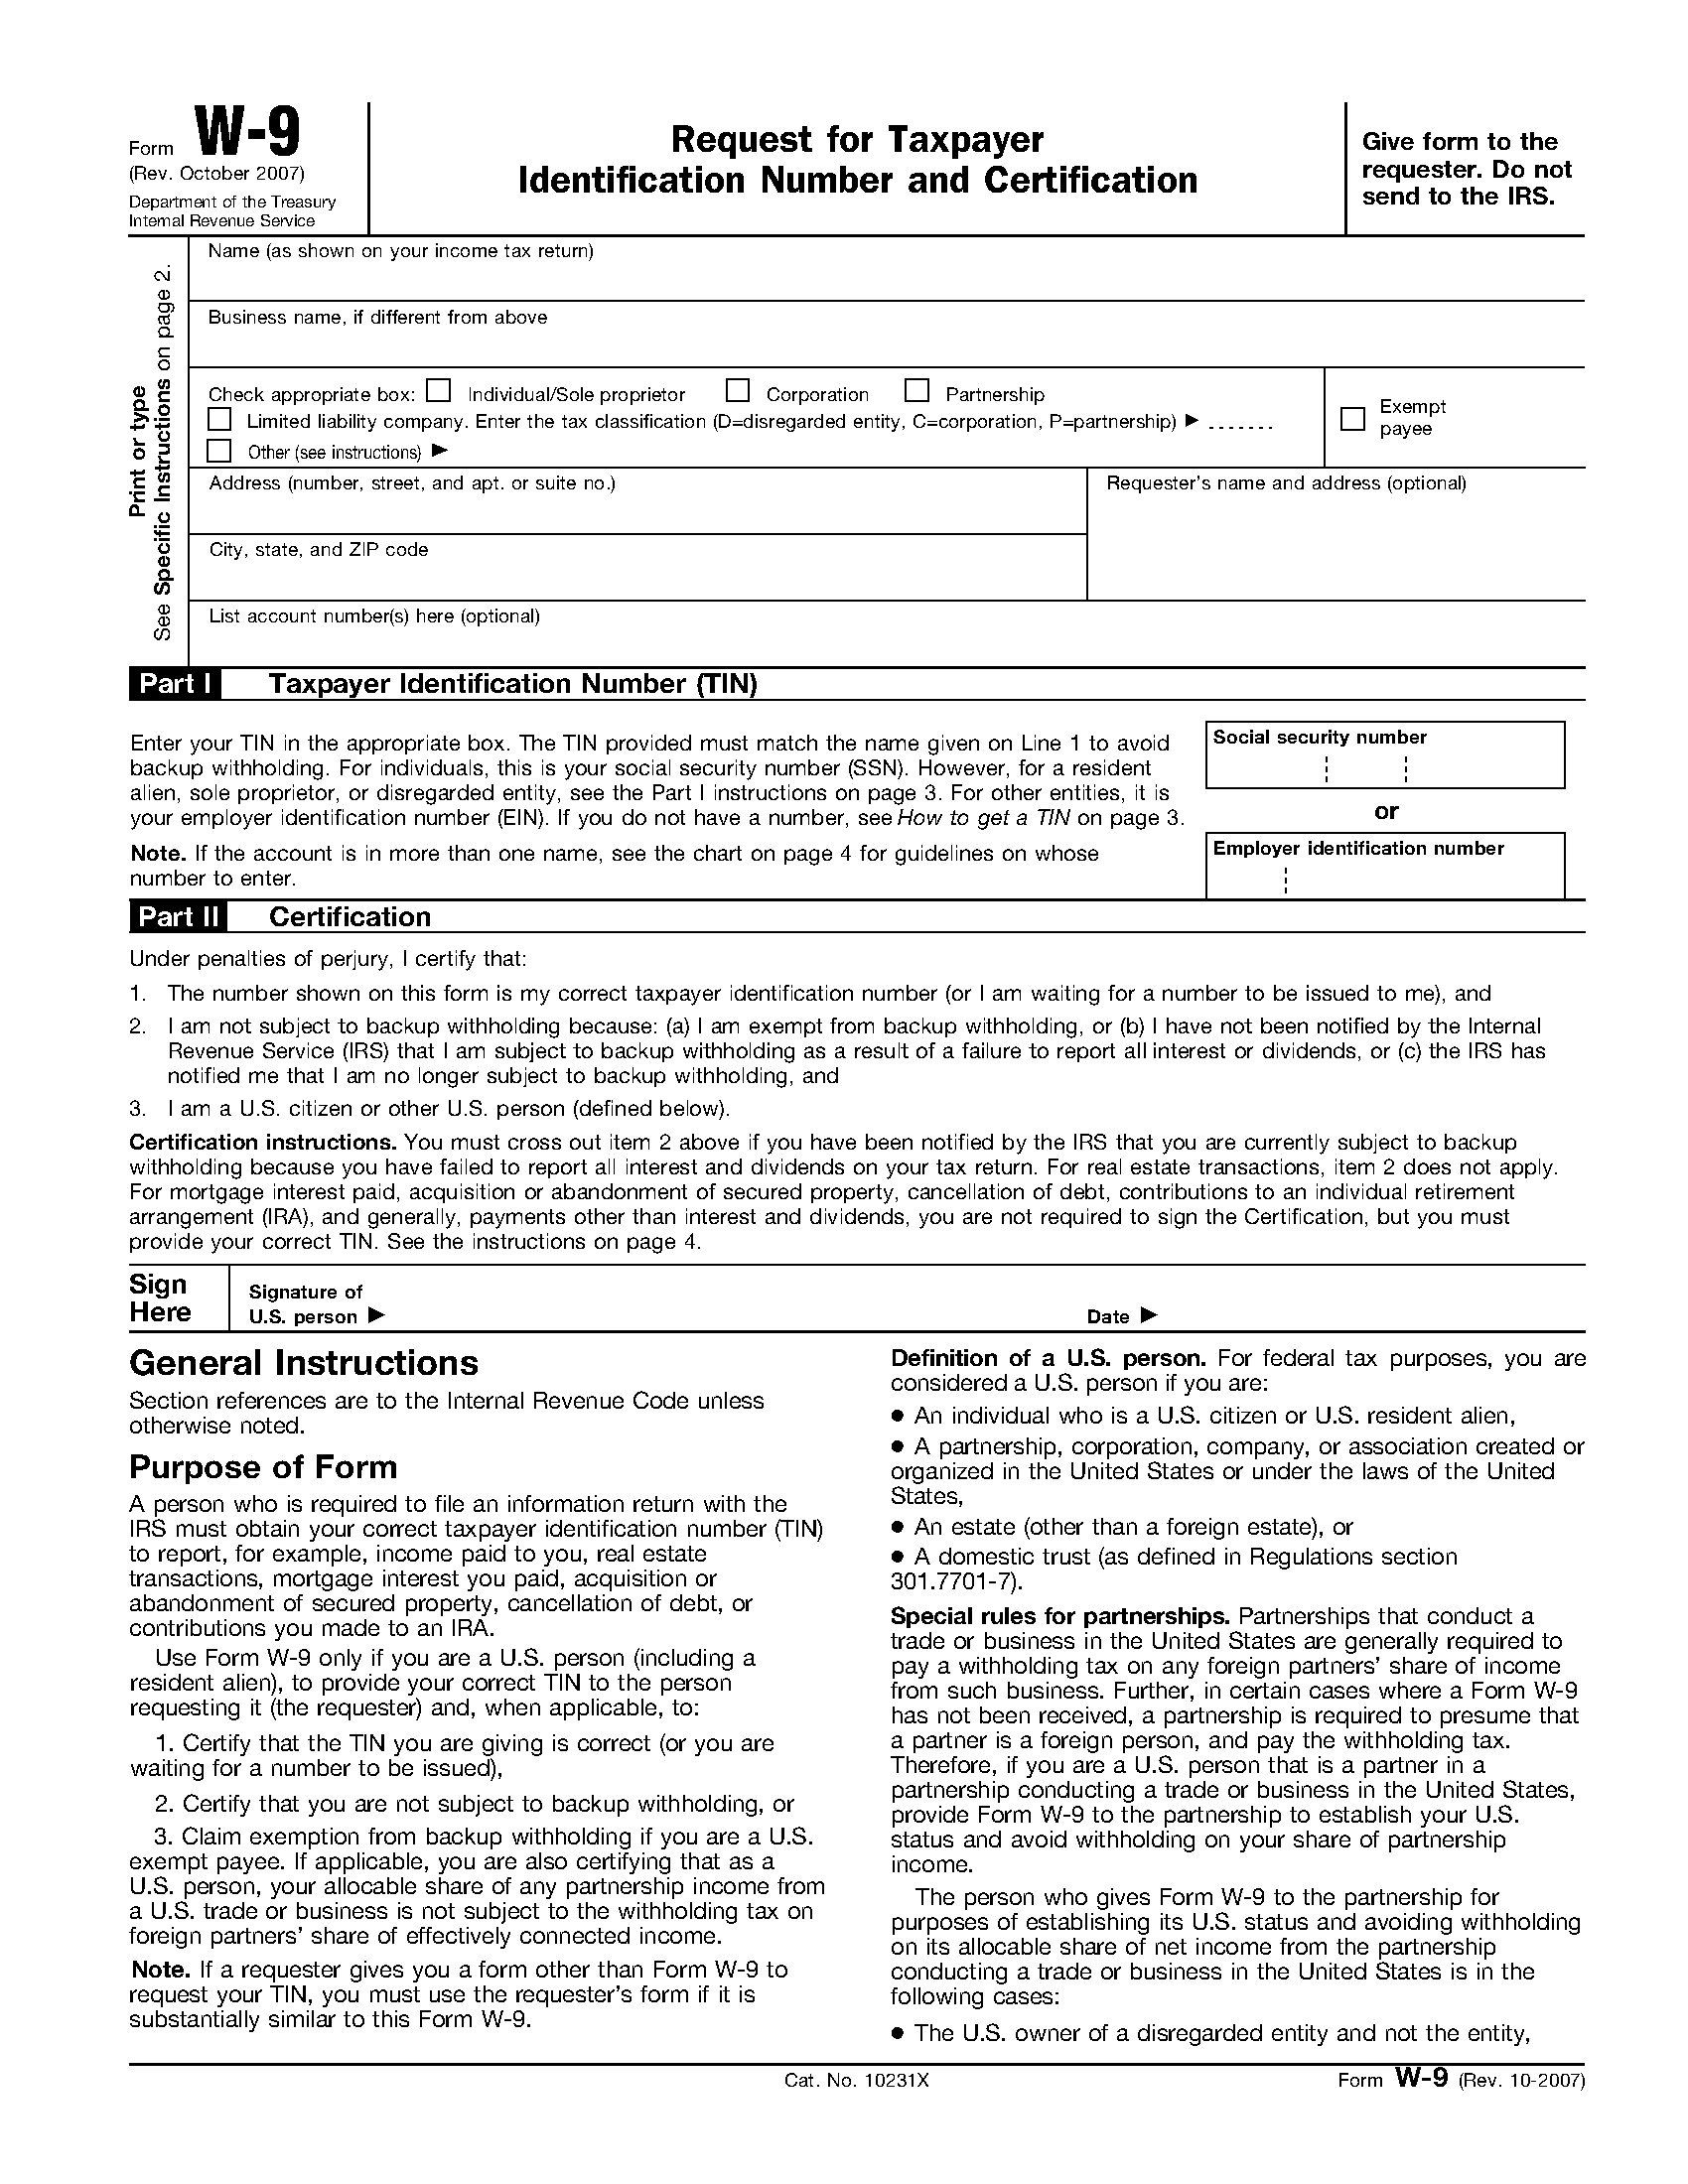 Form W-9
(Rev. October 2007)
Department of the Treasury
Internal Revenue Service
Request for Taxpayer
Identification Number and Certification
Give form to the
requester. Do not
send to the IRS.
Print or type
See Specific Instructions on page 2.
Name (as shown on your income tax return)
Business name, if different from above
Check appropriate box: Individual/Sole proprietor Corporation Partnership
Limited liability company. Enter the tax classification (D=disregarded entity, C=corporation, P=partnership) ▶ .......
Other (see instructions) ▶
Exempt
payee
Address (number, street, and apt. or suite no.)
City, state, and ZIP code
Requester's name and address (optional)
List account number(s) here (optional)
Part I Taxpayer Identification Number (TIN)
Enter your TIN in the appropriate box. The TIN provided must match the name given on Line 1 to avoid
backup withholding. For individuals, this is your social security number (SSN). However, for a resident
alien, sole proprietor, or disregarded entity, see the Part I instructions on page 3. For other entities, it is
your employer identification number (EIN). If you do not have a number, see How to get a TIN on page 3.
Note. If the account is in more than one name, see the chart on page 4 for guidelines on whose
number to enter.
Social security number
or
Employer identification number
Part II Certification
Under penalties of perjury, I certify that:
1. The number shown on this form is my correct taxpayer identification number (or I am waiting for a number to be issued to me), and
2. I am not subject to backup withholding because: (a) I am exempt from backup withholding, or (b) I have not been notified by the Internal
Revenue Service (IRS) that I am subject to backup withholding as a result of a failure to report all interest or dividends, or (c) the IRS has
notified me that I am no longer subject to backup withholding, and
3. I am a U.S. citizen or other U.S. person (defined below).
Certification instructions. You must cross out item 2 above if you have been notified by the IRS that you are currently subject to backup
withholding because you have failed to report all interest and dividends on your tax return. For real estate transactions, item 2 does not apply.
For mortgage interest paid, acquisition or abandonment of secured property, cancellation of debt, contributions to an individual retirement
arrangement (IRA), and generally, payments other than interest and dividends, you are not required to sign the Certification, but you must
provide your correct TIN. See the instructions on page 4.
Sign
Here
Signature of
U.S. person ▶
Date ▶
General Instructions
Section references are to the Internal Revenue Code unless
otherwise noted.
Purpose of Form
A person who is required to file an information return with the
IRS must obtain your correct taxpayer identification number (TIN)
to report, for example, income paid to you, real estate
transactions, mortgage interest you paid, acquisition or
abandonment of secured property, cancellation of debt, or
contributions you made to an IRA.
Use Form W-9 only if you are a U.S. person (including a
resident alien), to provide your correct TIN to the person
requesting it (the requester) and, when applicable, to:
1. Certify that the TIN you are giving is correct (or you are
waiting for a number to be issued),
2. Certify that you are not subject to backup withholding, or
3. Claim exemption from backup withholding if you are a U.S.
exempt payee. If applicable, you are also certifying that as a
U.S. person, your allocable share of any partnership income from
a U.S. trade or business is not subject to the withholding tax on
foreign partners' share of effectively connected income.
Note. If a requester gives you a form other than Form W-9 to
request your TIN, you must use the requester's form if it is
substantially similar to this Form W-9.
Definition of a U.S. person. For federal tax purposes, you are
considered a U.S. person if you are:
● An individual who is a U.S. citizen or U.S. resident alien,
● A partnership, corporation, company, or association created or
organized in the United States or under the laws of the United
States,
● An estate (other than a foreign estate), or
● A domestic trust (as defined in Regulations section
301.7701-7).
Special rules for partnerships. Partnerships that conduct a
trade or business in the United States are generally required to
pay a withholding tax on any foreign partners' share of income
from such business. Further, in certain cases where a Form W-9
has not been received, a partnership is required to presume that
a partner is a foreign person, and pay the withholding tax.
Therefore, if you are a U.S. person that is a partner in a
partnership conducting a trade or business in the United States,
provide Form W-9 to the partnership to establish your U.S.
status and avoid withholding on your share of partnership
income.
The person who gives Form W-9 to the partnership for
purposes of establishing its U.S. status and avoiding withholding
on its allocable share of net income from the partnership
conducting a trade or business in the United States is in the
following cases:
● The U.S. owner of a disregarded entity and not the entity,
Cat. No. 10231X
Form W-9 (Rev. 10-2007)